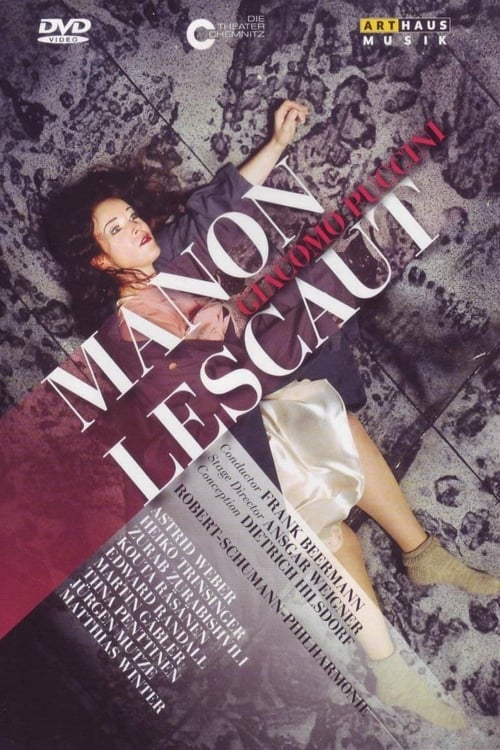 DVD
VIDEO
DIE
THEATER
CHEMNITZ
ARTHAUS
MUSIK
GIACOMO PUCCINI
MANON
LESCAUT
Conductor FRANK BEERMANN
Stage Director ANSGAR WEIGNER
Conception DIETRICH HILSDORF
ROBERT-SCHUMANN-PHILHARMONIE
ASTRID WEBER
HEIKO TRINSINGER
ZURAB ZURABISHVILI
KOUTA RÄSÄNEN
EDWARD RANDALL
MARTIN GÄBLER
TIINA PENTTINEN
JÜRGEN MUTZE
MATTHIAS WINTER